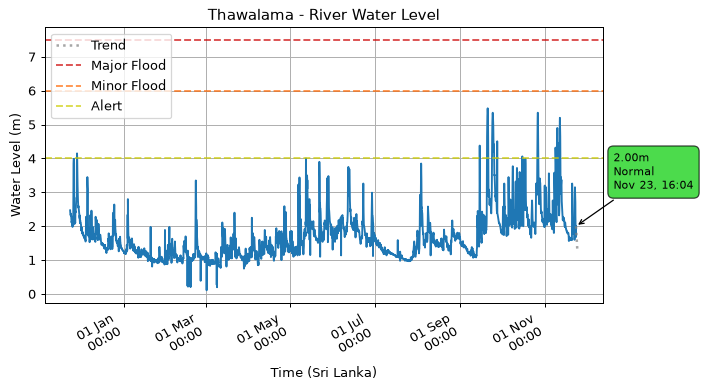 Thawalama - River Water Level
Trend
Major Flood
Minor Flood
Alert
Water Level (m)
7
6
5
4
3
2
1
0
2.00m
Normal
Nov 23, 16:04
01 Jan
00:00
01 Mar
00:00
01 May
00:00
01 Jul
00:00
01 Sep
00:00
01 Nov
00:00
Time (Sri Lanka)